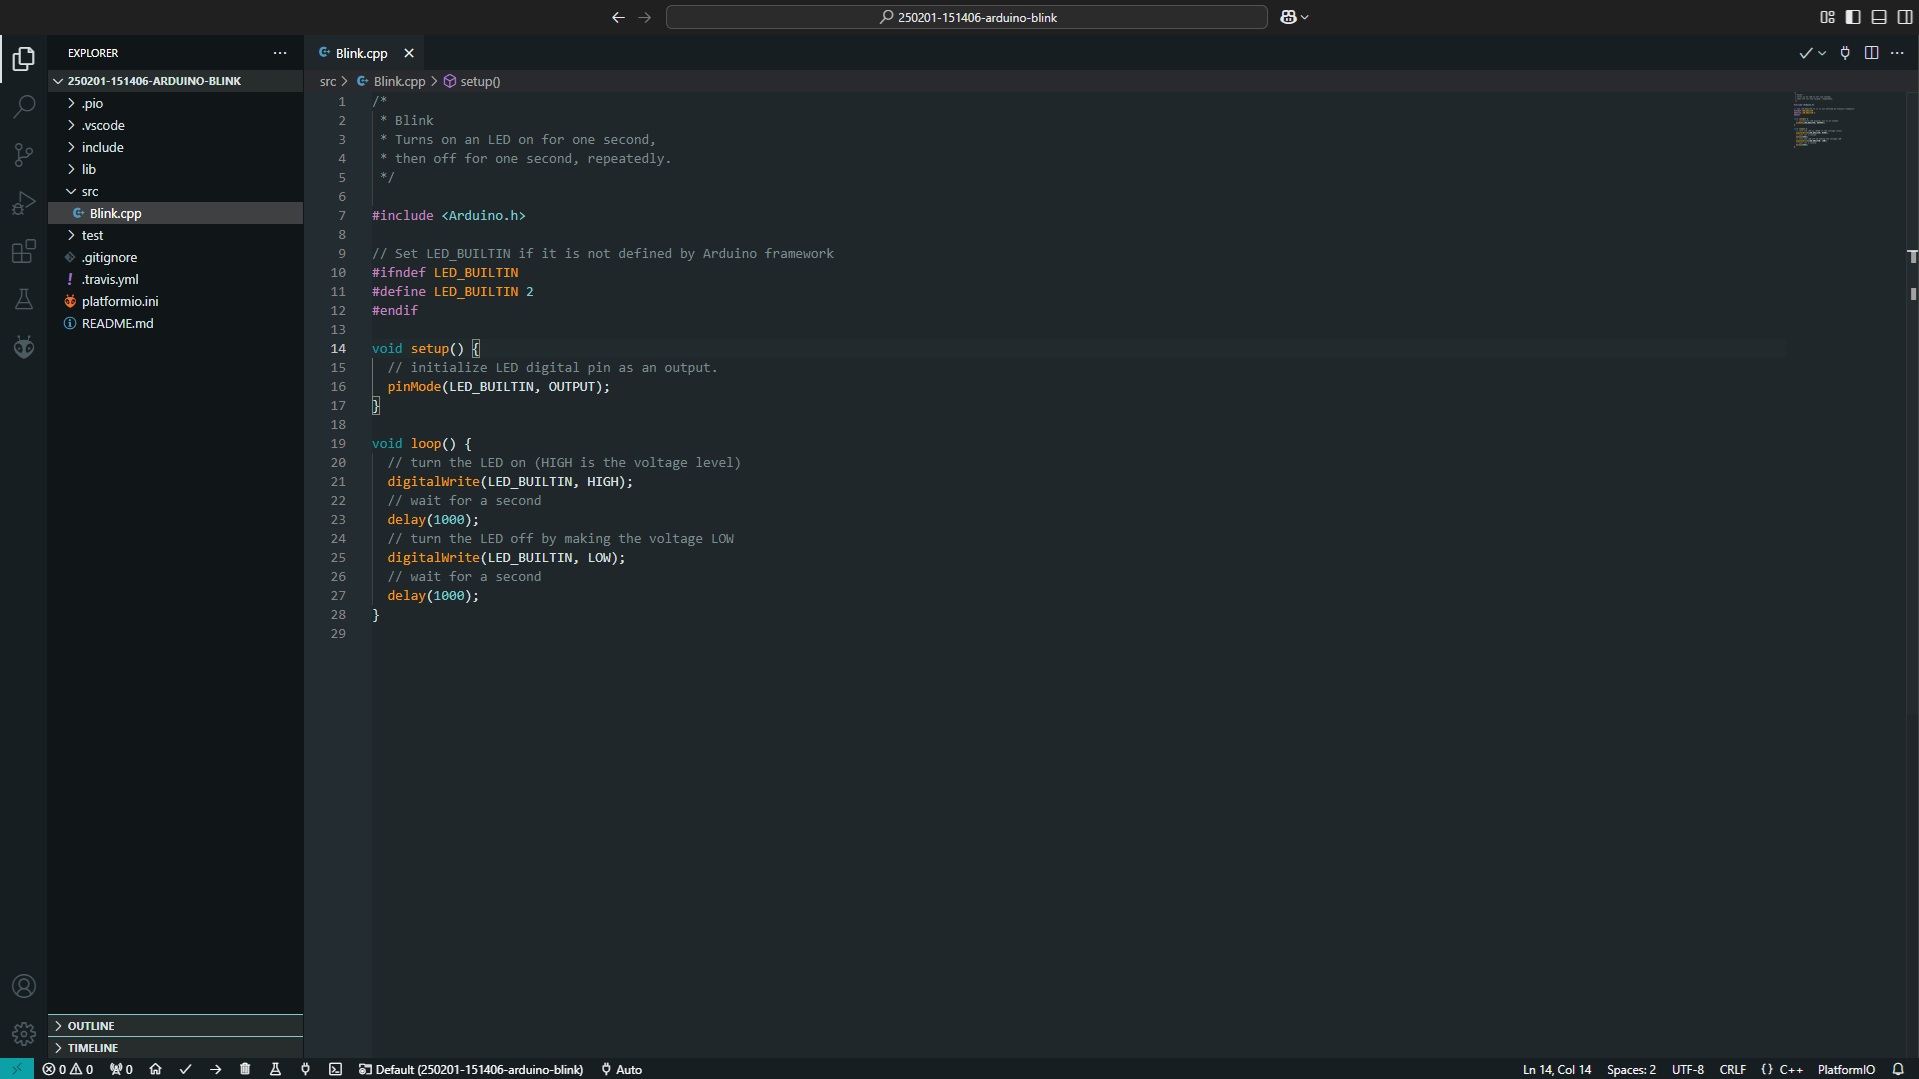 250201-151406-arduino-blink
EXPLORER
250201-151406-ARDUINO-BLINK
.pio
.vscode
include
lib
src
Blink.cpp
test
.gitignore
.travis.yml
platformio.ini
README.md
OUTLINE
TIMELINE
Blink.cpp
src > Blink.cpp > setup()
1 /*
2  * Blink
3  * Turns on an LED on for one second,
4  * then off for one second, repeatedly.
5  */
6
7 #include <Arduino.h>
8
9 // Set LED_BUILTIN if it is not defined by Arduino framework
10 #ifndef LED_BUILTIN
11 #define LED_BUILTIN 2
12 #endif
13
14 void setup() {
15   // initialize LED digital pin as an output.
16   pinMode(LED_BUILTIN, OUTPUT);
17 }
18
19 void loop() {
20   // turn the LED on (HIGH is the voltage level)
21   digitalWrite(LED_BUILTIN, HIGH);
22   // wait for a second
23   delay(1000);
24   // turn the LED off by making the voltage LOW
25   digitalWrite(LED_BUILTIN, LOW);
26   // wait for a second
27   delay(1000);
28 }
29
0 0 0 Default (250201-151406-arduino-blink) Auto Ln 14, Col 14 Spaces: 2 UTF-8 CRLF {} C++ PlatformIO